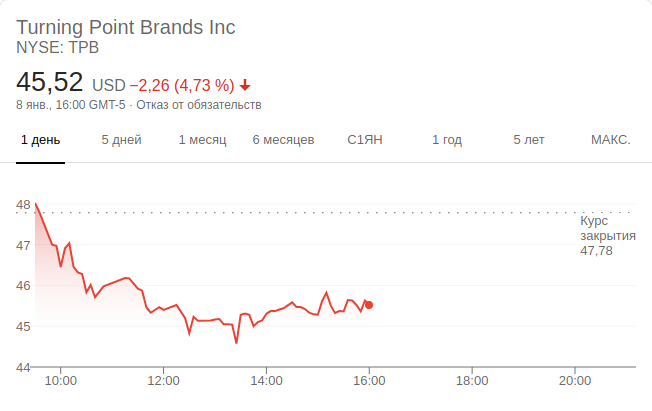 Turning Point Brands Inc
NYSE: TPB
45,52 USD −2,26 (4,73 %)
8 янв., 16:00 GMT-5 · Отказ от обязательств
1 день 5 дней 1 месяц 6 месяцев С1ЯН 1 год 5 лет МАКС.
48
Курс
закрытия
47,78
47
46
45
44
10:00 12:00 14:00 16:00 18:00 20:00